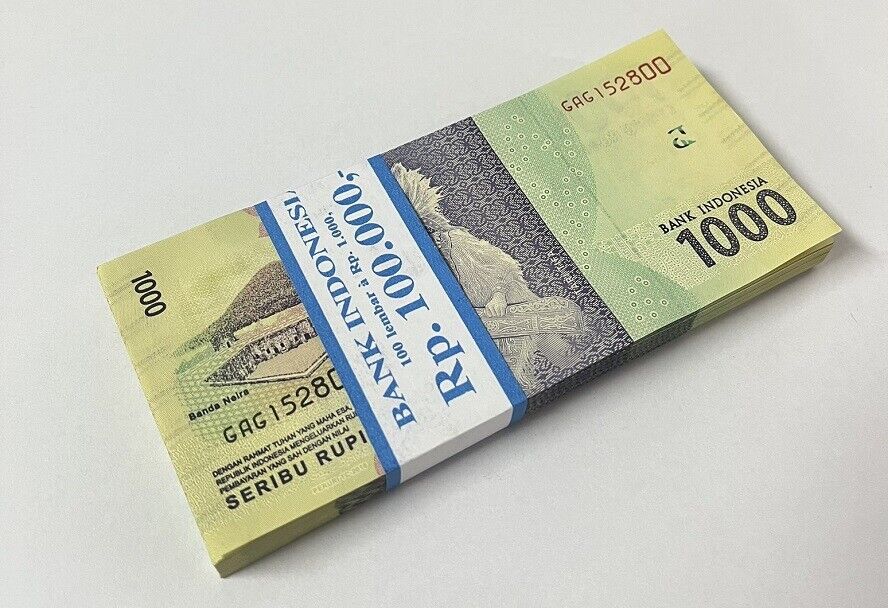 1000
Banda Neira
GAG15280
DENGAN RAHMAT TUHAN YANG MAHA ESA,
REPUBLIK INDONESIA MENGELUARKAN RU
PEMBAYARAN YANG SAH DENGAN NILAI
SERIBU RUPI
BANK INDONESIA
100 lembar à Rp. 1.000,
Rp. 100.000,-
GAG152800
BANK INDONESIA
1000